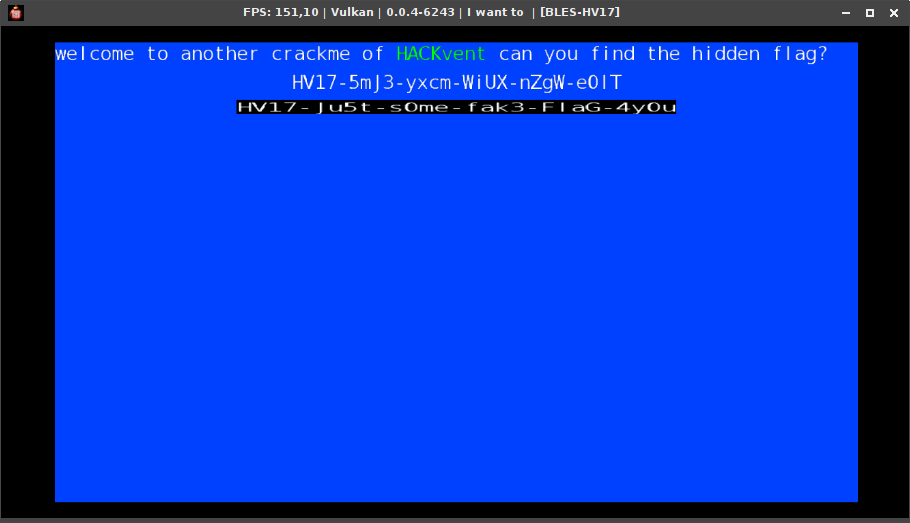 FPS: 151,10 | Vulkan | 0.0.4-6243 | I want to | [BLES-HV17]
welcome to another crackme of HACKvent can you find the hidden flag?
HV17-5mJ3-yxcm-WiUX-nZgW-e0lT
HV17-Ju5t-s0me-fak3-FlaG-4y0u